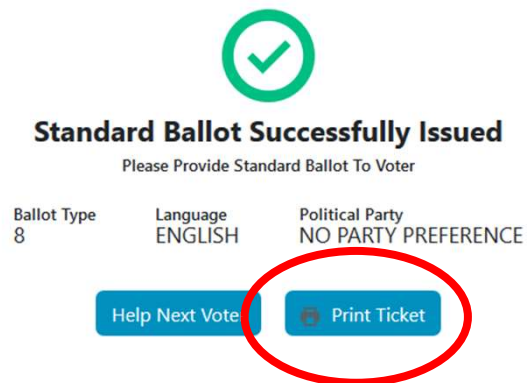 Standard Ballot Successfully Issued
Please Provide Standard Ballot To Voter
Ballot Type Language Political Party
8 ENGLISH NO PARTY PREFERENCE
Help Next Vote Print Ticket